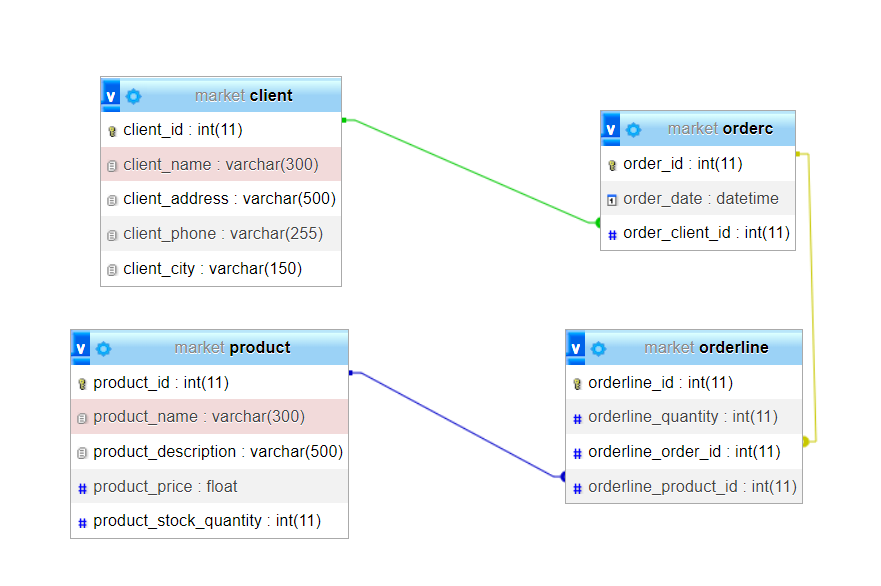 v market client
client_id : int(11)
client_name : varchar(300)
client_address : varchar(500)
client_phone : varchar(255)
client_city : varchar(150)
v market orderc
order_id : int(11)
order_date : datetime
order_client_id : int(11)
v market product
product_id : int(11)
product_name : varchar(300)
product_description : varchar(500)
# product_price : float
# product_stock_quantity : int(11)
v market orderline
orderline_id : int(11)
# orderline_quantity : int(11)
# orderline_order_id : int(11)
# orderline_product_id : int(11)